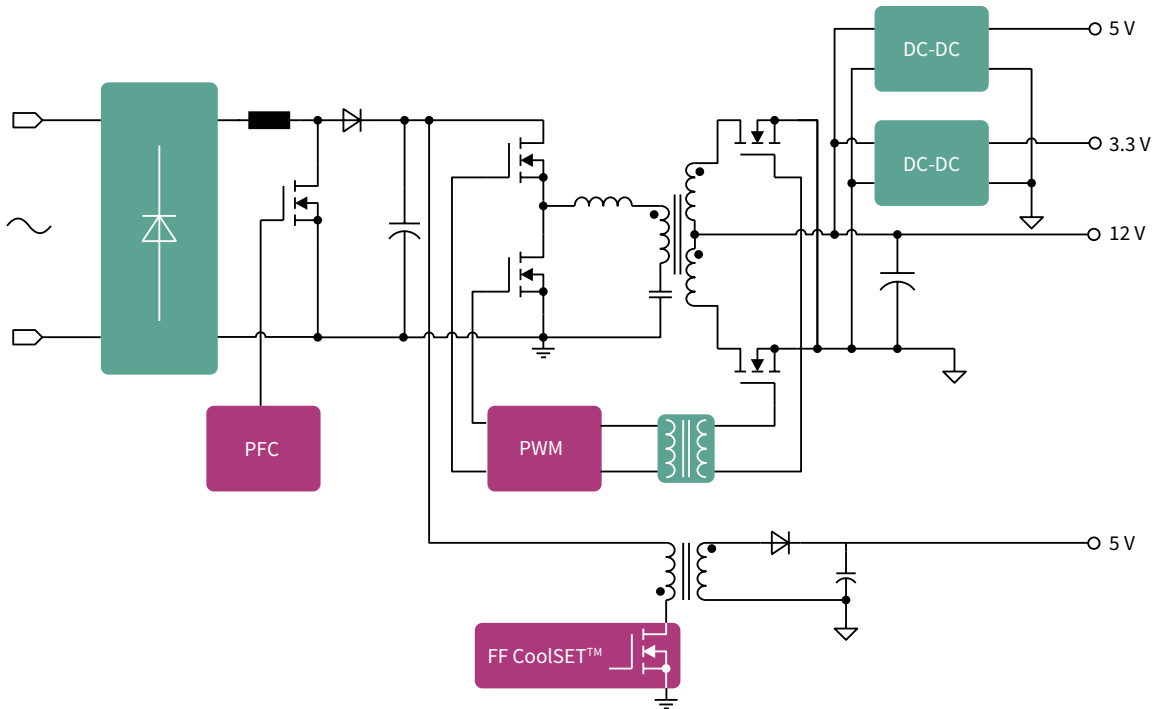 5 V
DC-DC
3.3 V
DC-DC
12 V
PFC
PWM
5 V
FF CoolSET™